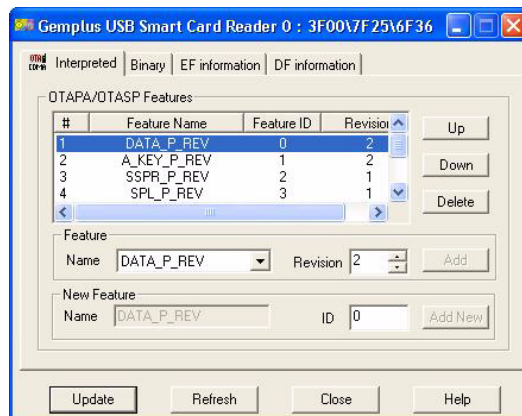 Gemplus USB Smart Card Reader 0 : 3F00\7F25\6F36
OTA CDMA Interpreted Binary EF information DF information
OTAPA/OTASP Features
# Feature Name Feature ID Revision
1 DATA_P_REV 0 2
2 A_KEY_P_REV 1 2
3 SSPR_P_REV 2 1
4 SPL_P_REV 3 1
Up
Down
Delete
Feature
Name DATA_P_REV Revision 2 Add
New Feature
Name DATA_P_REV ID 0 Add New
Update Refresh Close Help